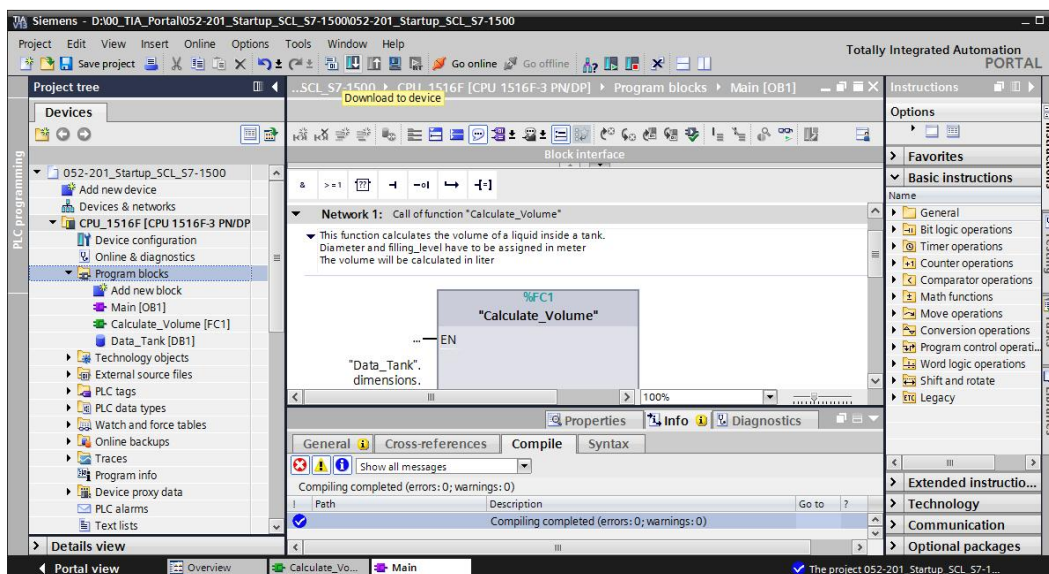 Siemens - D:\00_TIA_Portal\052-201_Startup_SCL_S7-1500\052-201_Startup_SCL_S7-1500
Project Edit View Insert Online Options Tools Window Help
Totally Integrated Automation
PORTAL
Save project Go online Go offline
Project tree
...SCL_S7-1500 CPU_1516F [CPU 1516F-3 PN/DP] Program blocks Main [OB1]
Download to device
Instructions
Devices
Options
PLC programming
Block interface
052-201_Startup_SCL_S7-1500
Add new device
Devices & networks
CPU_1516F [CPU 1516F-3 PN/DP
Device configuration
Online & diagnostics
Program blocks
Add new block
Main [OB1]
Calculate_Volume [FC1]
Data_Tank [DB1]
Technology objects
External source files
PLC tags
PLC data types
Watch and force tables
Online backups
Traces
Program info
Device proxy data
PLC alarms
Text lists
Details view
& >=1 ??
Network 1: Call of function "Calculate_Volume"
This function calculates the volume of a liquid inside a tank.
Diameter and filling_level have to be assigned in meter
The volume will be calculated in liter
%FC1
"Calculate_Volume"
... EN
"Data_Tank".
dimensions.
100%
Properties Info Diagnostics
General Cross-references Compile Syntax
Show all messages
Compiling completed (errors: 0; warnings: 0)
! Path Description Go to ?
Compiling completed (errors: 0; warnings: 0)
Favorites
Basic instructions
Name
General
Bit logic operations
Timer operations
Counter operations
Comparator operations
Math functions
Move operations
Conversion operations
Program control operati...
Word logic operations
Shift and rotate
Legacy
Extended instructio...
Technology
Communication
Optional packages
Instructions
Tasks
Libraries
Portal view Overview Calculate_Vo... Main The project 052-201_Startup_SCL_S7-1...